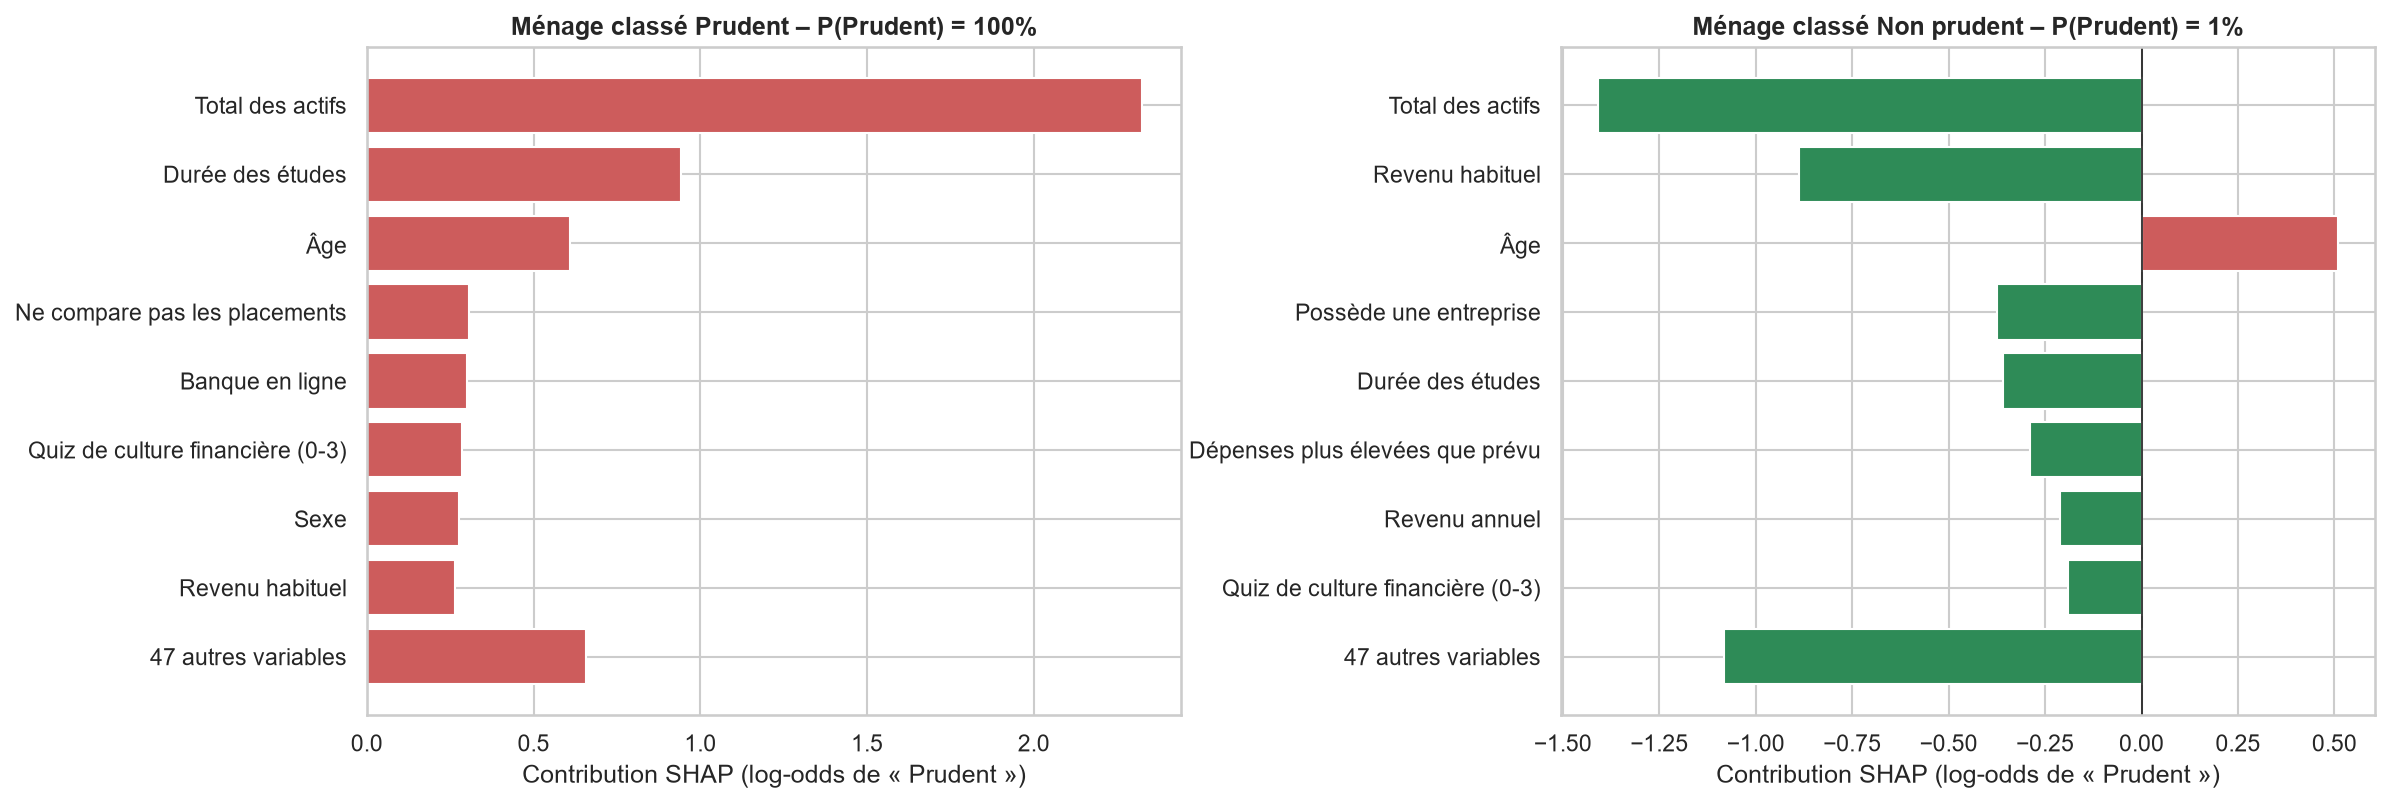 Ménage classé Prudent – P(Prudent) = 100%
Total des actifs
Durée des études
Âge
Ne compare pas les placements
Banque en ligne
Quiz de culture financière (0-3)
Sexe
Revenu habituel
47 autres variables
0.0 0.5 1.0 1.5 2.0
Contribution SHAP (log-odds de « Prudent »)
Ménage classé Non prudent – P(Prudent) = 1%
Total des actifs
Revenu habituel
Âge
Possède une entreprise
Durée des études
Dépenses plus élevées que prévu
Revenu annuel
Quiz de culture financière (0-3)
47 autres variables
−1.50 −1.25 −1.00 −0.75 −0.50 −0.25 0.00 0.25 0.50
Contribution SHAP (log-odds de « Prudent »)